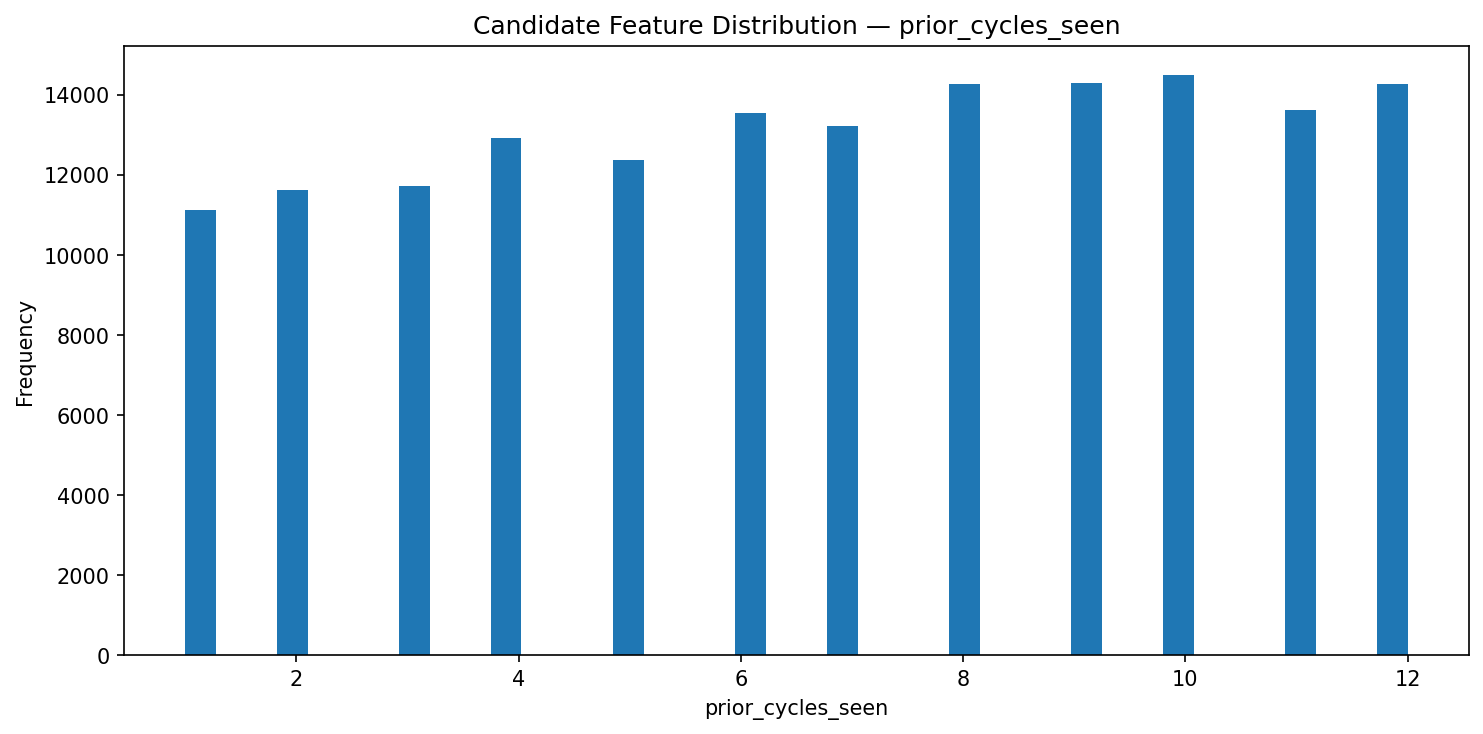 Candidate Feature Distribution — prior_cycles_seen
14000
12000
10000
8000
6000
4000
2000
0
Frequency
2 4 6 8 10 12
prior_cycles_seen